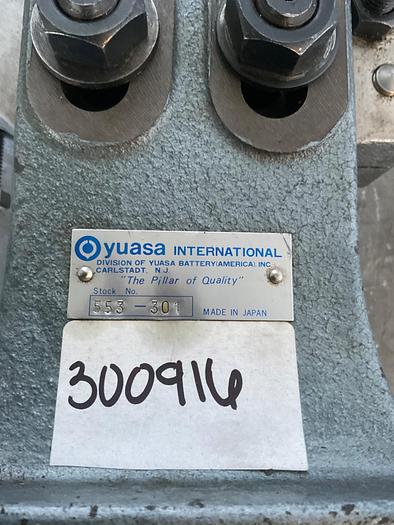 yuasa INTERNATIONAL
DIVISION OF YUASA BATTERY (AMERICA), INC.
CARLSTADT, N.J.
"The Pillar of Quality"
Stock No.
553-301 MADE IN JAPAN
300916